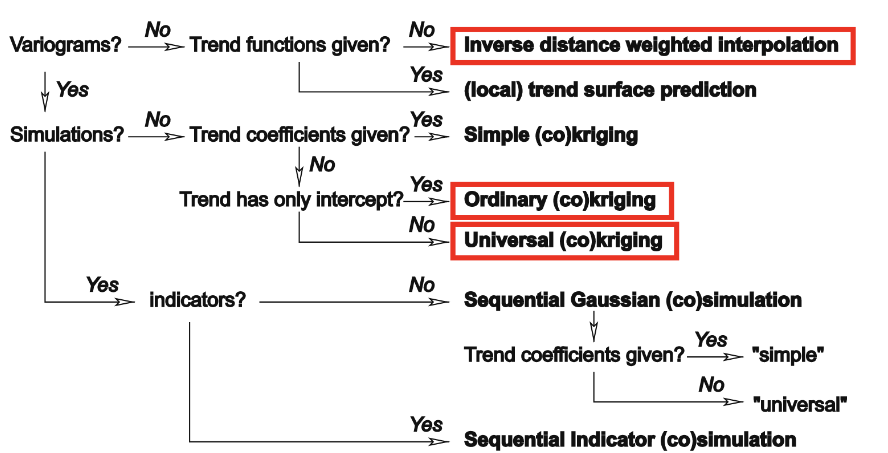 No No
Variograms? Trend functions given? Inverse distance weighted interpolation
Yes Yes (local) trend surface prediction
Simulations? No Trend coefficients given? Yes Simple (co)kriging
No
Trend has only intercept? Yes Ordinary (co)kriging
No Universal (co)kriging
Yes indicators? No Sequential Gaussian (co)simulation
Trend coefficients given? Yes "simple"
No "universal"
Yes Sequential Indicator (co)simulation